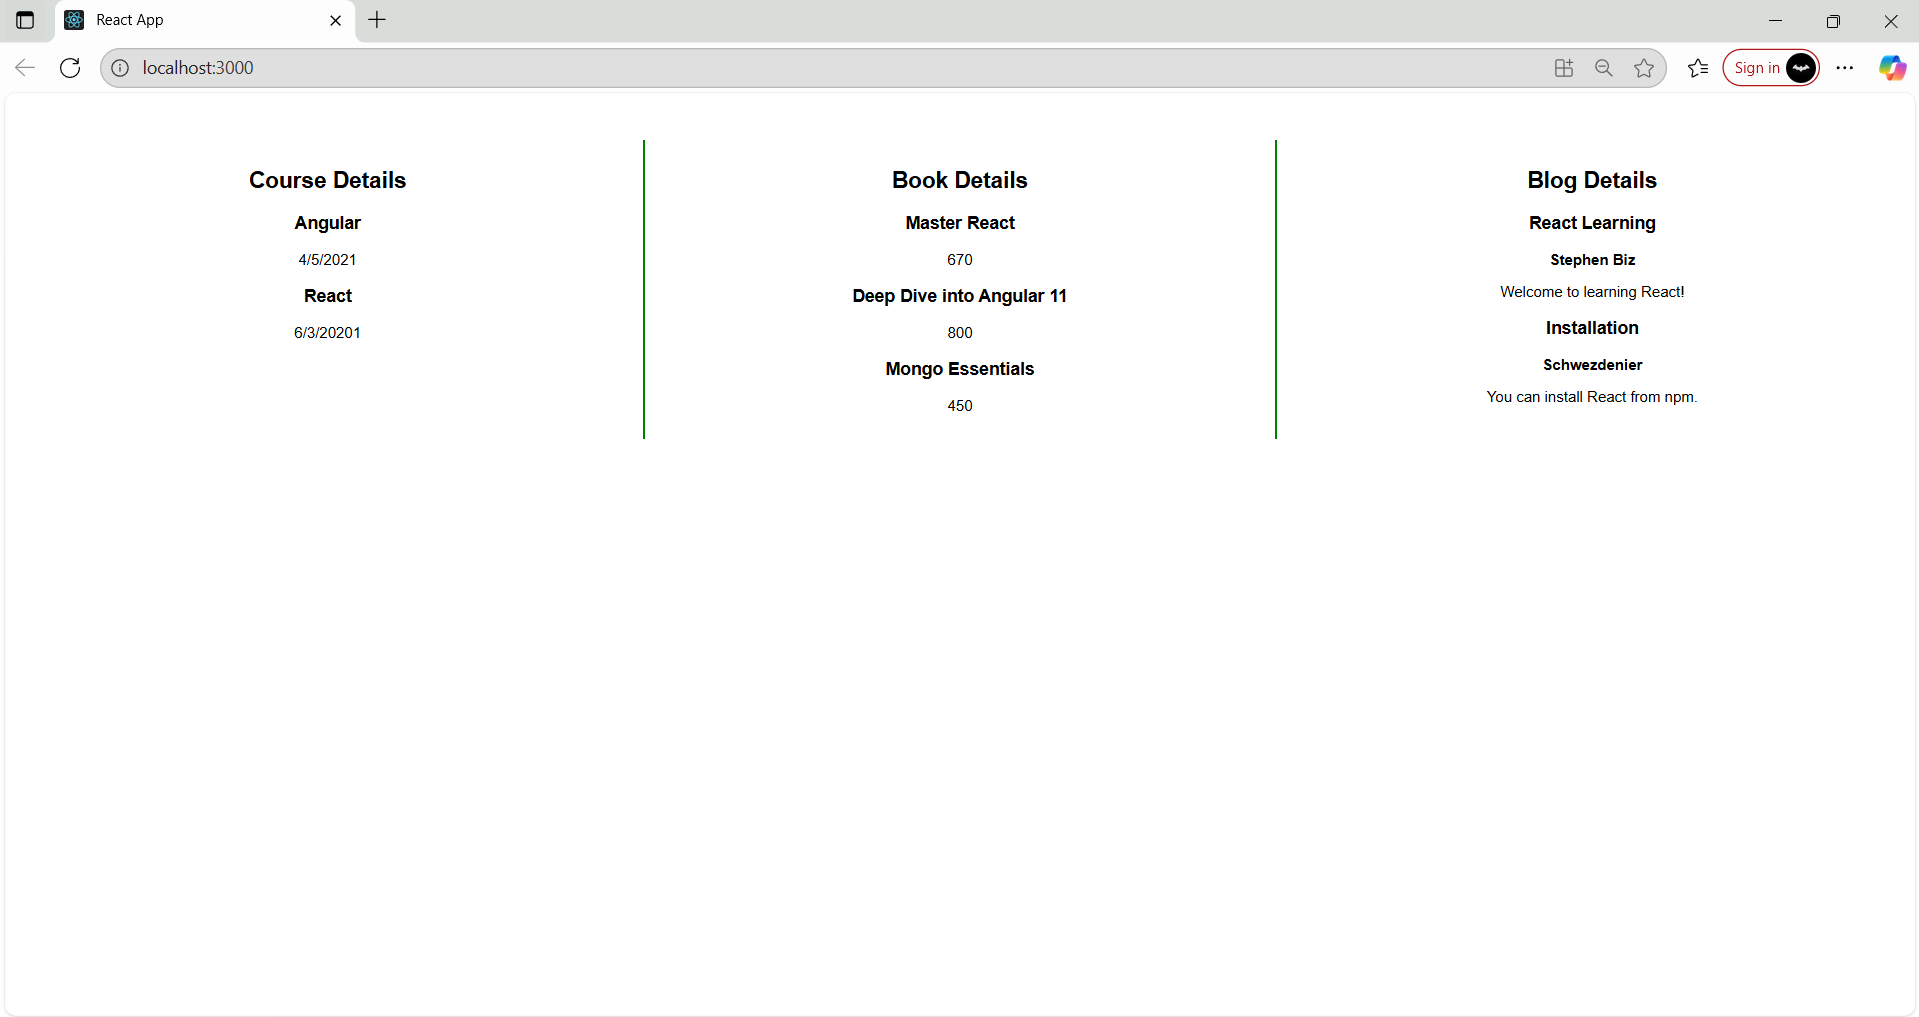 React App
localhost:3000
Sign in
Course Details
Angular
4/5/2021
React
6/3/20201
Book Details
Master React
670
Deep Dive into Angular 11
800
Mongo Essentials
450
Blog Details
React Learning
Stephen Biz
Welcome to learning React!
Installation
Schwezdenier
You can install React from npm.